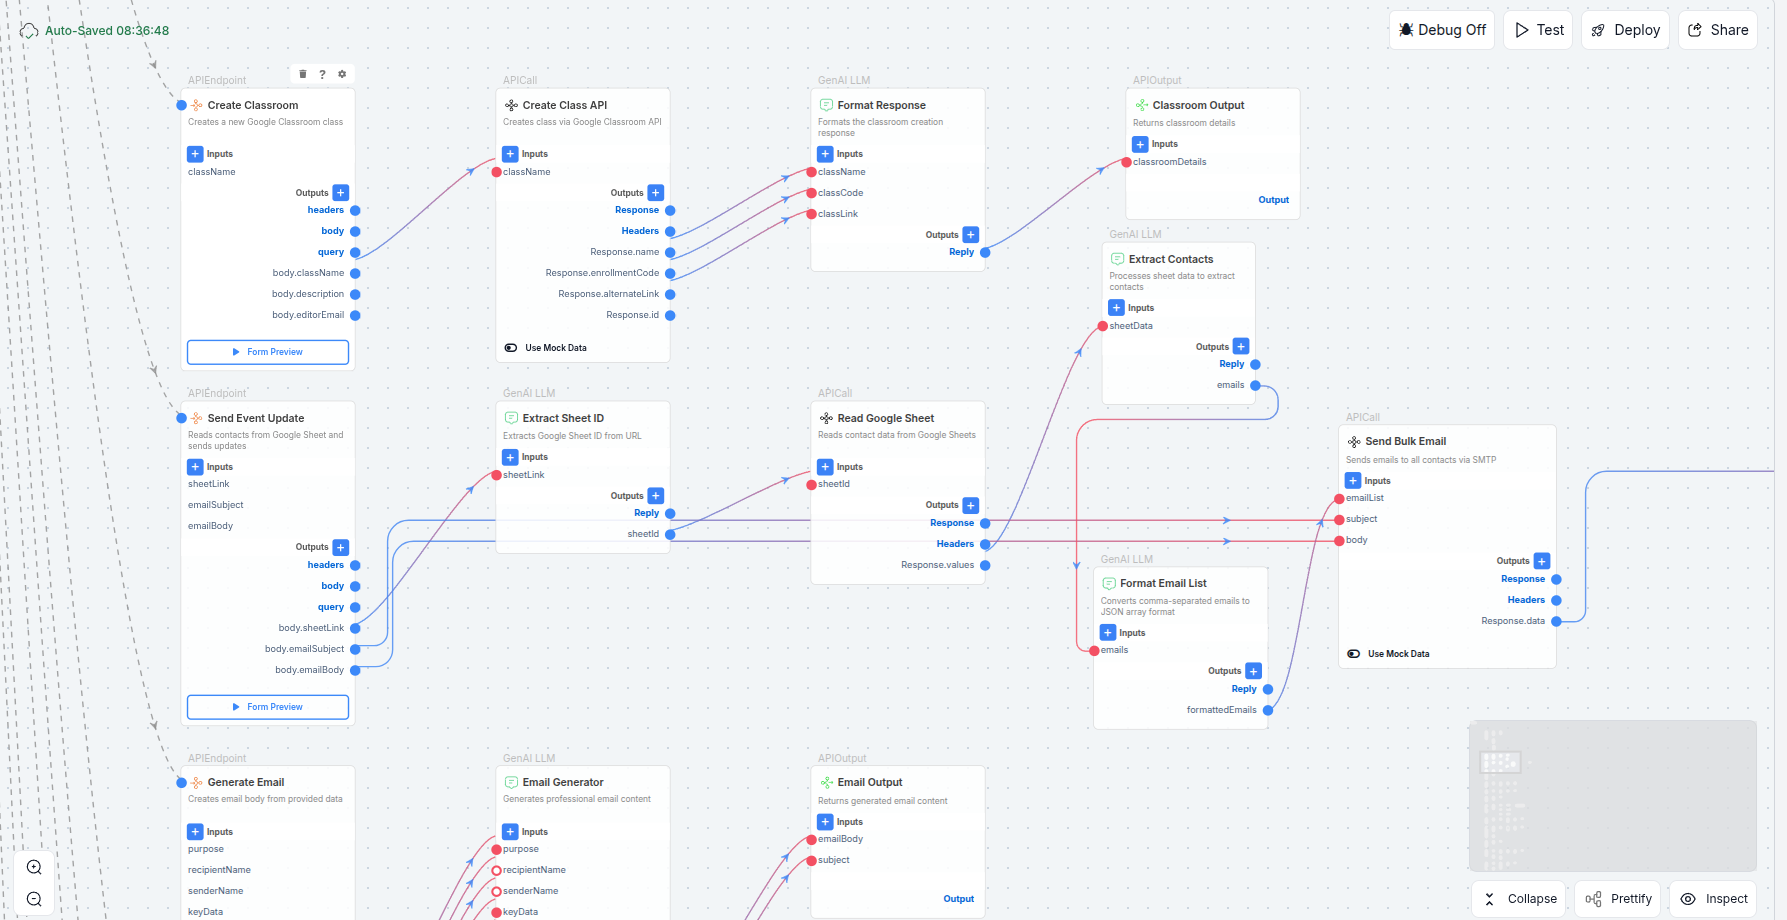 Auto-Saved 08:36:48
Debug Off
Test
Deploy
Share
APIEndpoint
?
Create Classroom
Creates a new Google Classroom class
Inputs
className
Outputs
headers
body
query
body.className
body.description
body.editorEmail
Form Preview
APICall
Create Class API
Creates class via Google Classroom API
Inputs
className
Outputs
Response
Headers
Response.name
Response.enrollmentCode
Response.alternateLink
Response.id
Use Mock Data
GenAI LLM
Format Response
Formats the classroom creation
response
Inputs
className
classCode
classLink
Outputs
Reply
APIOutput
Classroom Output
Returns classroom details
Inputs
classroomDetails
Output
GenAI LLM
Extract Contacts
Processes sheet data to extract
contacts
Inputs
sheetData
Outputs
Reply
emails
APIEndpoint
Send Event Update
Reads contacts from Google Sheet and
sends updates
Inputs
sheetLink
emailSubject
emailBody
Outputs
headers
body
query
body.sheetLink
body.emailSubject
body.emailBody
Form Preview
GenAI LLM
Extract Sheet ID
Extracts Google Sheet ID from URL
Inputs
sheetLink
Outputs
Reply
sheetId
APICall
Read Google Sheet
Reads contact data from Google Sheets
Inputs
sheetId
Outputs
Response
Headers
Response.values
GenAI LLM
Format Email List
Converts comma-separated emails to
JSON array format
Inputs
emails
Outputs
Reply
formattedEmails
APICall
Send Bulk Email
Sends emails to all contacts via SMTP
Inputs
emailList
subject
body
Outputs
Response
Headers
Response.data
Use Mock Data
APIEndpoint
Generate Email
Creates email body from provided data
Inputs
purpose
recipientName
senderName
keyData
GenAI LLM
Email Generator
Generates professional email content
Inputs
purpose
recipientName
senderName
keyData
APIOutput
Email Output
Returns generated email content
Inputs
emailBody
subject
Output
Collapse
Prettify
Inspect